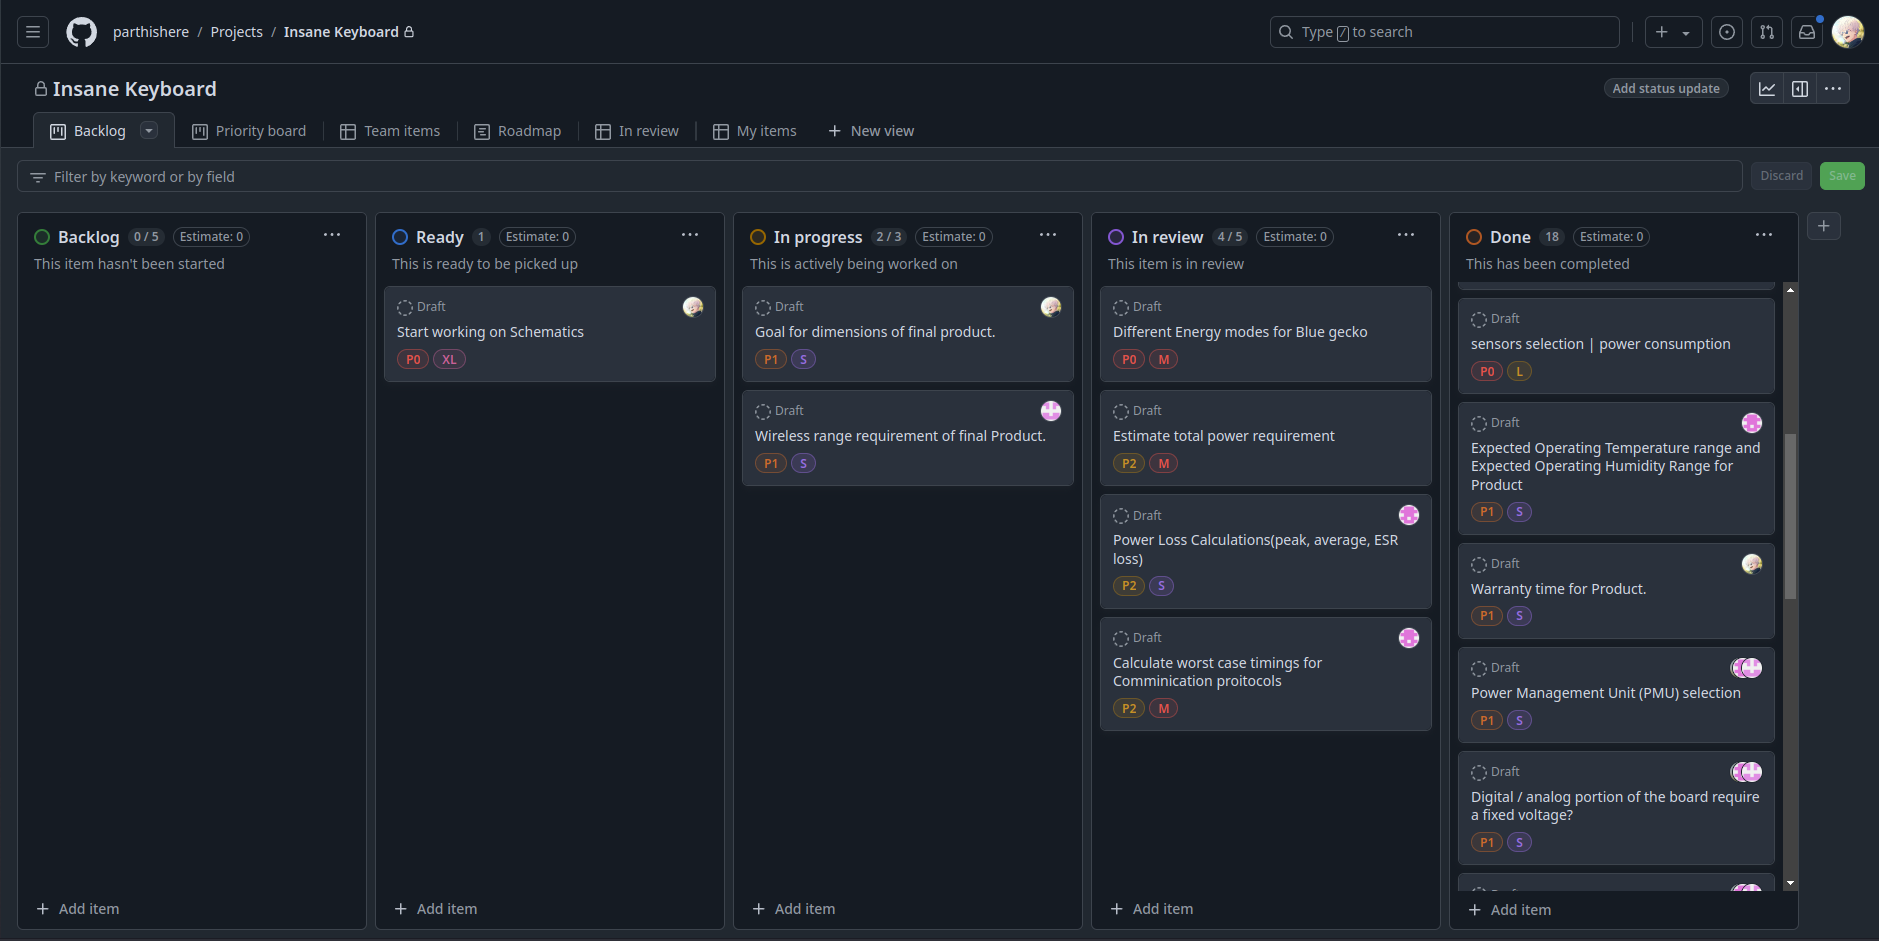 parthishere / Projects / Insane Keyboard
Type / to search
Insane Keyboard
Add status update
Backlog
Priority board
Team items
Roadmap
In review
My items
New view
Filter by keyword or by field
Discard
Save
Backlog 0 / 5 Estimate: 0
This item hasn't been started
Add item
Ready 1 Estimate: 0
This is ready to be picked up
Draft
Start working on Schematics
P0 XL
Add item
In progress 2 / 3 Estimate: 0
This is actively being worked on
Draft
Goal for dimensions of final product.
P1 S
Draft
Wireless range requirement of final Product.
P1 S
Add item
In review 4 / 5 Estimate: 0
This item is in review
Draft
Different Energy modes for Blue gecko
P0 M
Draft
Estimate total power requirement
P2 M
Draft
Power Loss Calculations(peak, average, ESR
loss)
P2 S
Draft
Calculate worst case timings for
Comminication proitocols
P2 M
Add item
Done 18 Estimate: 0
This has been completed
Draft
sensors selection | power consumption
P0 L
Draft
Expected Operating Temperature range and
Expected Operating Humidity Range for
Product
P1 S
Draft
Warranty time for Product.
P1 S
Draft
Power Management Unit (PMU) selection
P1 S
Draft
Digital / analog portion of the board require
a fixed voltage?
P1 S
Add item